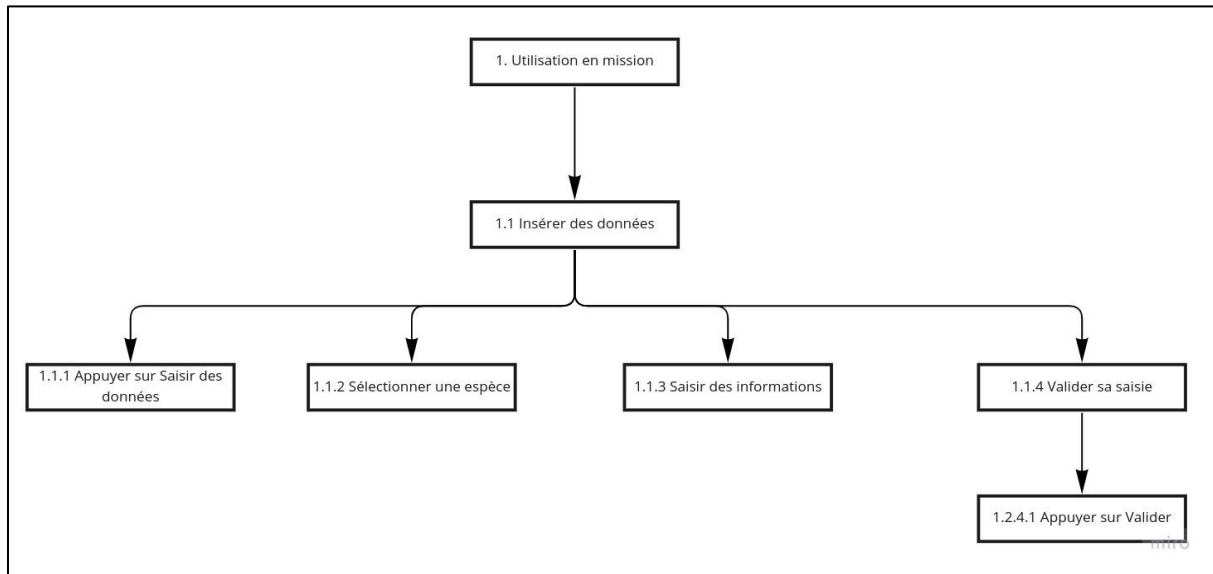 1. Utilisation en mission
1.1 Insérer des données
1.1.1 Appuyer sur Saisir des
données
1.1.2 Sélectionner une espèce
1.1.3 Saisir des informations
1.1.4 Valider sa saisie
1.2.4.1 Appuyer sur Valider
miro